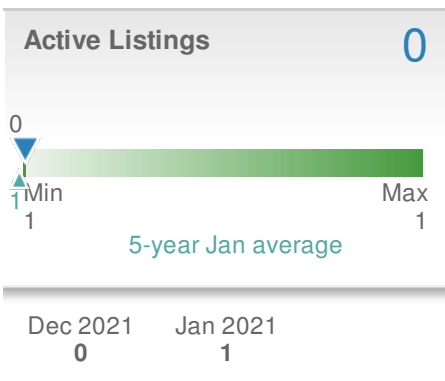 Active Listings 0
0
1
Min Max
1 1
5-year Jan average
Dec 2021 Jan 2021
0 1